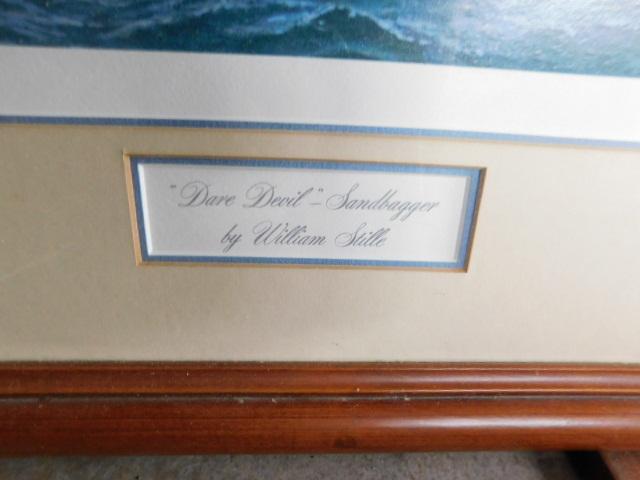 "Dare Devil" - Sandbagger
by William Stille